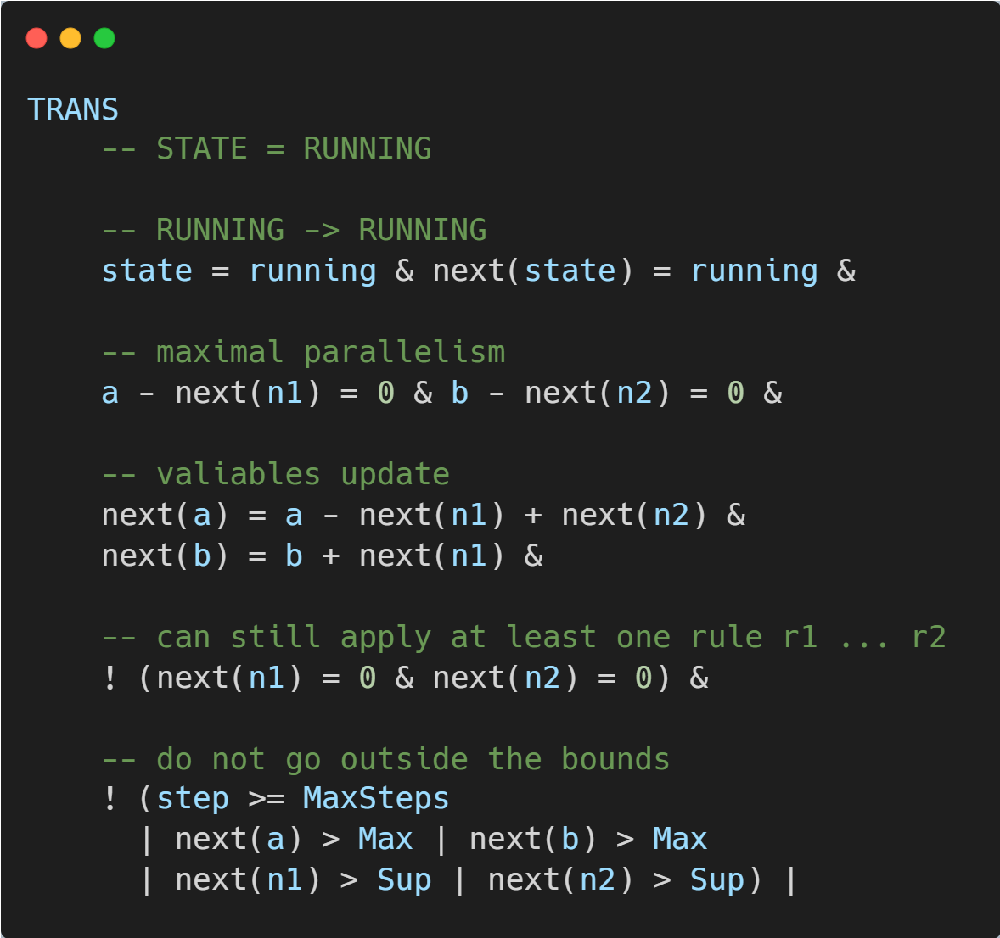 TRANS
-- STATE = RUNNING
-- RUNNING -> RUNNING
state = running & next(state) = running &
-- maximal parallelism
a - next(n1) = 0 & b - next(n2) = 0 &
-- valiables update
next(a) = a - next(n1) + next(n2) &
next(b) = b + next(n1) &
-- can still apply at least one rule r1 ... r2
! (next(n1) = 0 & next(n2) = 0) &
-- do not go outside the bounds
! (step >= MaxSteps
| next(a) > Max | next(b) > Max
| next(n1) > Sup | next(n2) > Sup) |